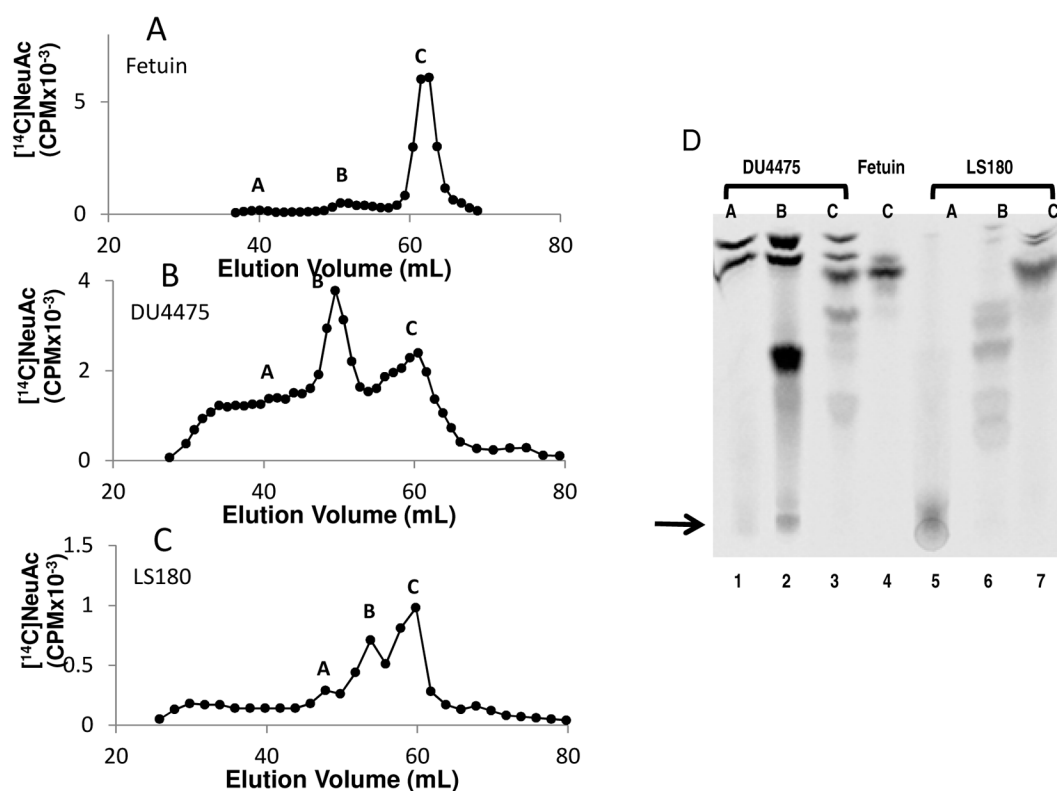 A
Fetuin
[¹⁴C]NeuAc
(CPMx10⁻³)
5
0
A
B
C
20
40
60
80
Elution Volume (mL)
B
DU4475
[¹⁴C]NeuAc
(CPMx10⁻³)
4
2
0
A
B
C
20
40
60
80
Elution Volume (mL)
C
LS180
[¹⁴C]NeuAc
(CPMx10⁻³)
1.5
1
0.5
0
A
B
C
20
40
60
80
Elution Volume (mL)
D
DU4475 Fetuin LS180
A B C C A B C
1 2 3 4 5 6 7